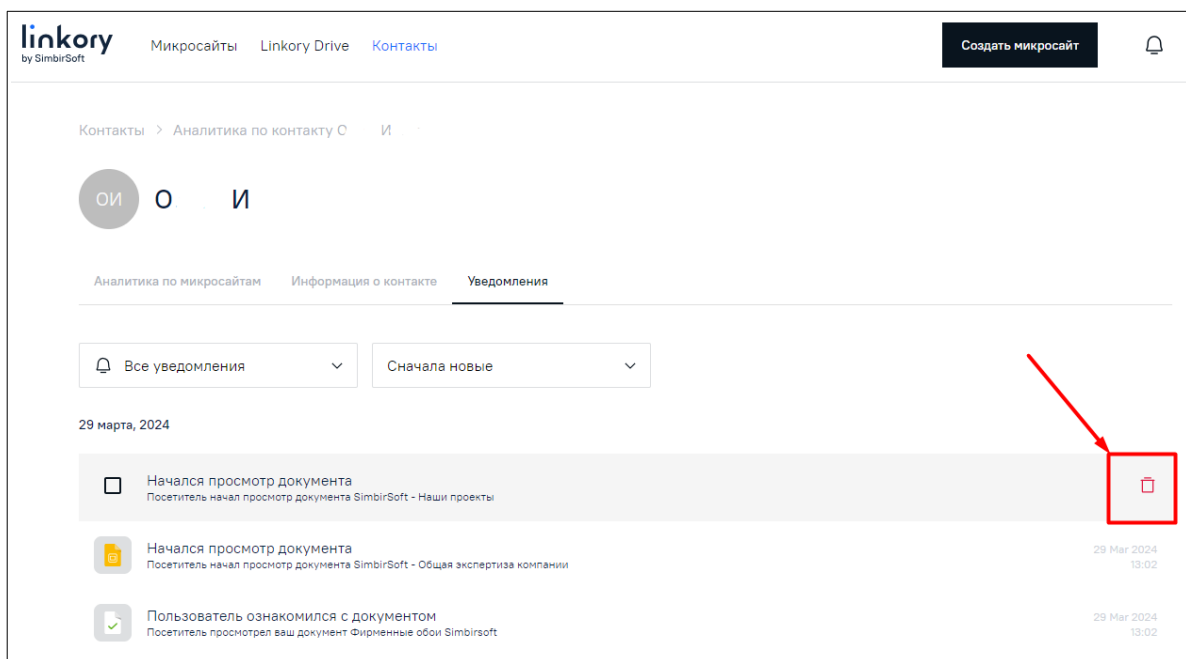 linkory
by SimbirSoft
Микросайты Linkory Drive Контакты
Создать микросайт
Контакты > Аналитика по контакту О И
ОИ
О И
Аналитика по микросайтам Информация о контакте Уведомления
Все уведомления Сначала новые
29 марта, 2024
Начался просмотр документа
Посетитель начал просмотр документа SimbirSoft - Наши проекты
Начался просмотр документа
29 Mar 2024
Посетитель начал просмотр документа SimbirSoft - Общая экспертиза компании
13:02
Пользователь ознакомился с документом
29 Mar 2024
Посетитель просмотрел ваш документ Фирменные обои Simbirsoft
13:02